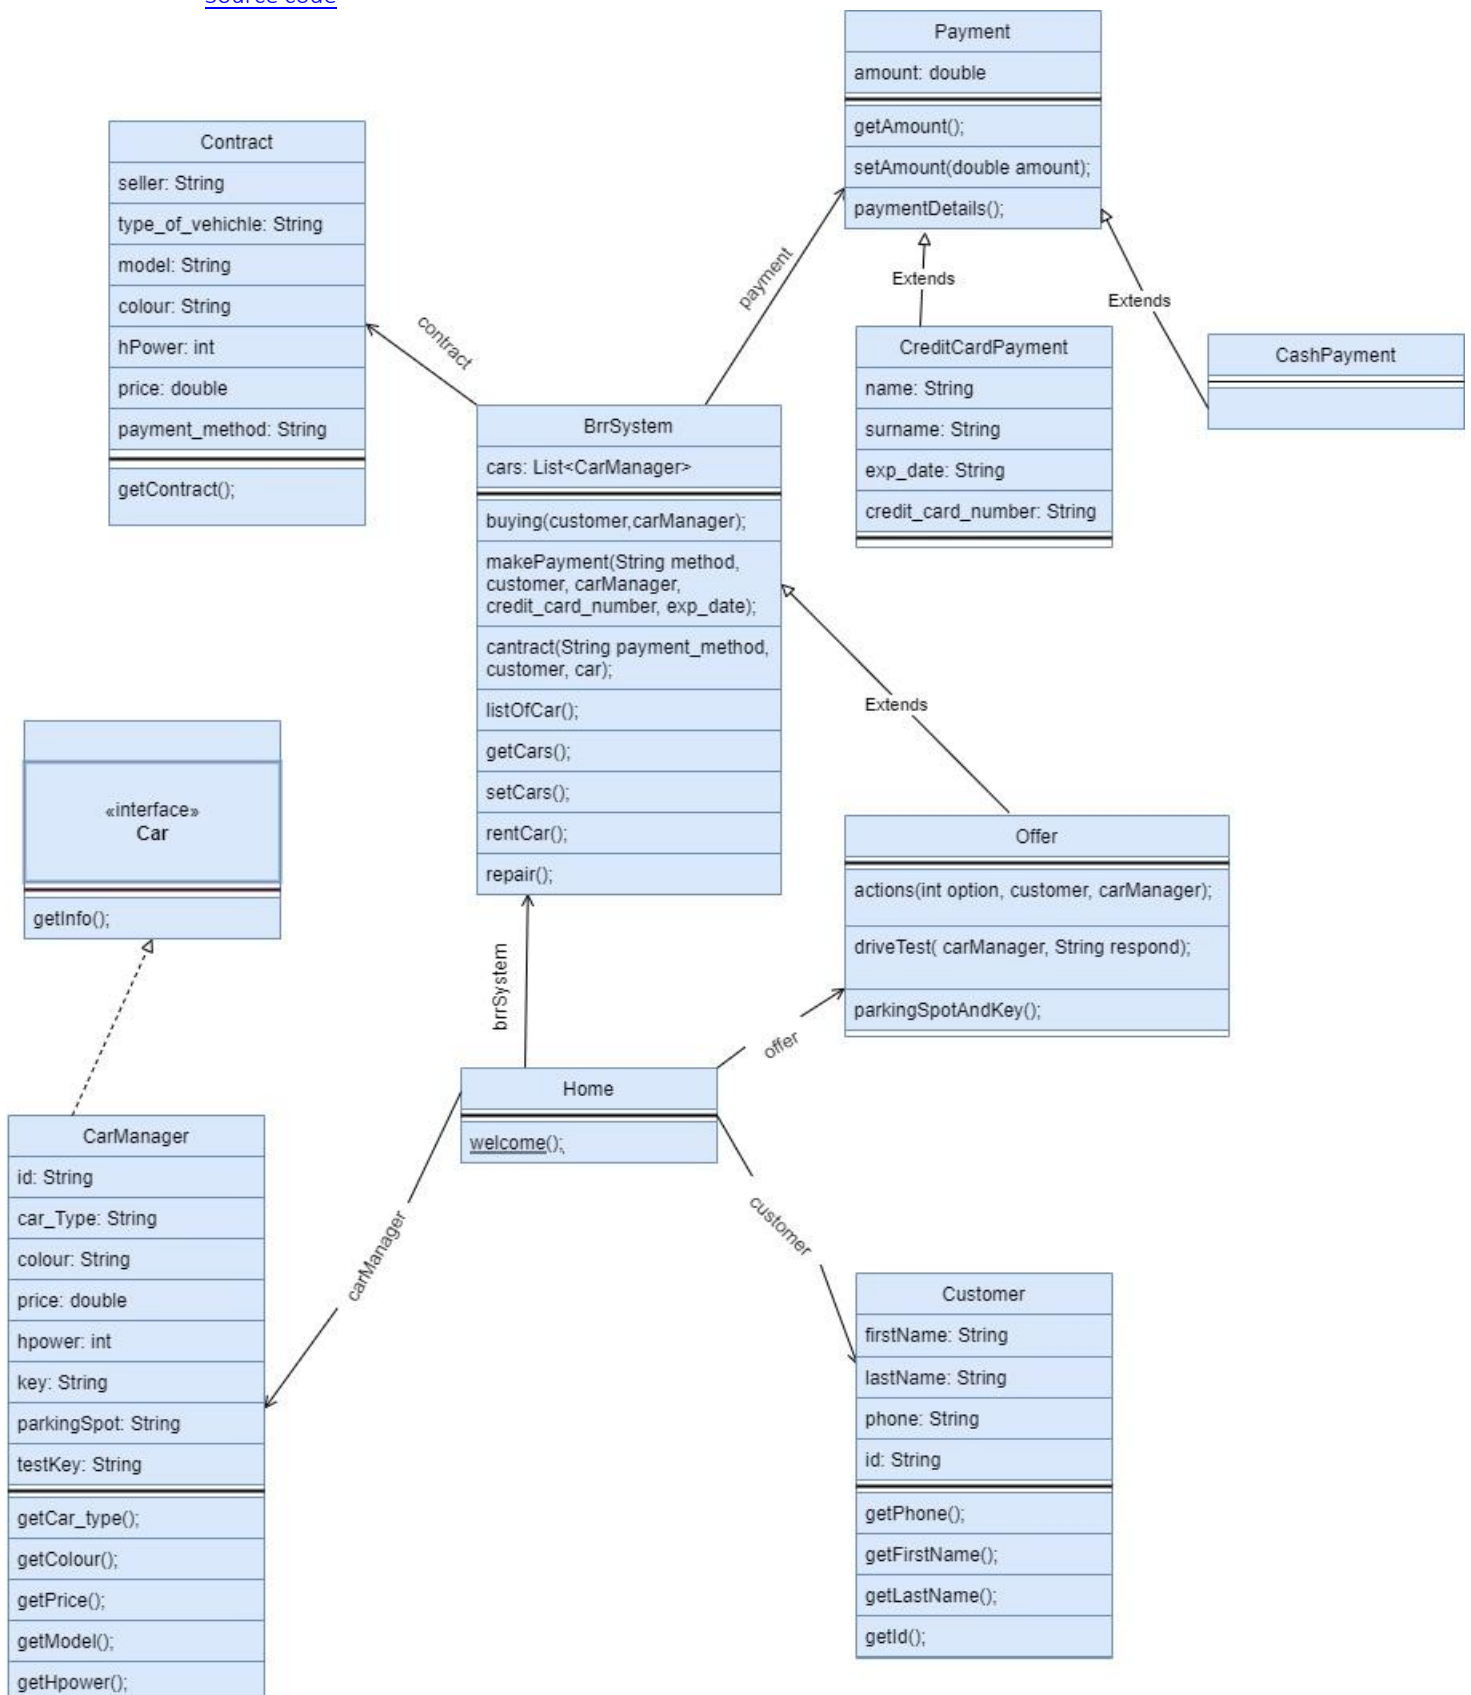 Source code
Payment
amount: double
getAmount();
setAmount(double amount);
paymentDetails();
Contract
seller: String
type_of_vehichle: String
model: String
colour: String
hPower: int
price: double
payment_method: String
getContract();
contract
payment
Extends
Extends
CreditCardPayment
name: String
surname: String
exp_date: String
credit_card_number: String
CashPayment
BrrSystem
cars: List<CarManager>
buying(customer,carManager);
makePayment(String method,
customer, carManager,
credit_card_number, exp_date);
cantract(String payment_method,
customer, car);
listOfCar();
getCars();
setCars();
rentCar();
repair();
Extends
«interface»
Car
getInfo();
Offer
actions(int option, customer, carManager);
driveTest( carManager, String respond);
parkingSpotAndKey();
brrSystem
offer
Home
welcome();
carManager
customer
CarManager
id: String
car_Type: String
colour: String
price: double
hpower: int
key: String
parkingSpot: String
testKey: String
getCar_type();
getColour();
getPrice();
getModel();
getHpower();
Customer
firstName: String
lastName: String
phone: String
id: String
getPhone();
getFirstName();
getLastName();
getId();